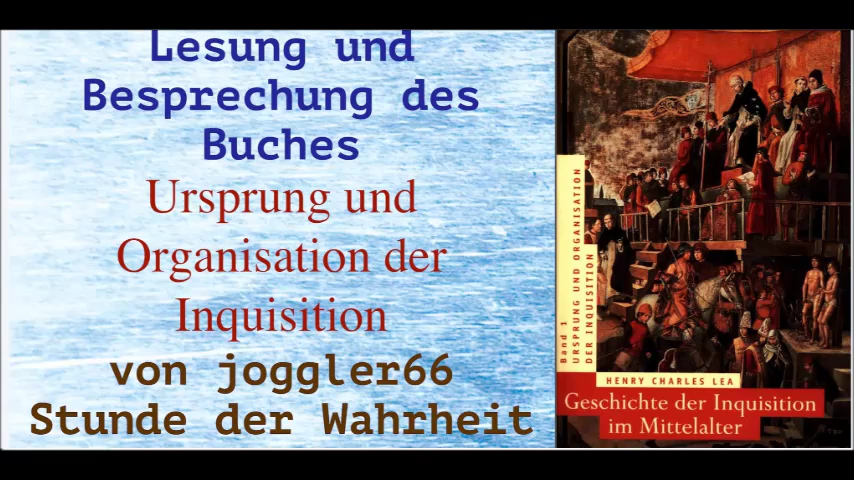 Lesung und
Besprechung des
Buches
Ursprung und
Organisation der
Inquisition
von joggler66
Stunde der Wahrheit
Band 1
URSPRUNG UND ORGANISATION
DER INQUISITION
HENRY CHARLES LEA
Geschichte der Inquisition
im Mittelalter